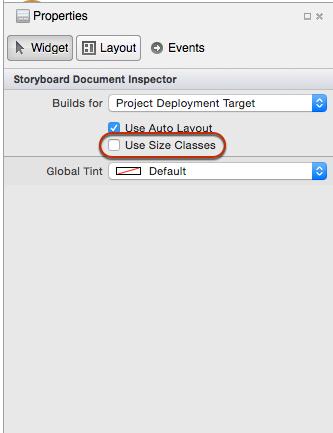 Properties
Widget Layout Events
Storyboard Document Inspector
Builds for Project Deployment Target
Use Auto Layout
Use Size Classes
Global Tint Default